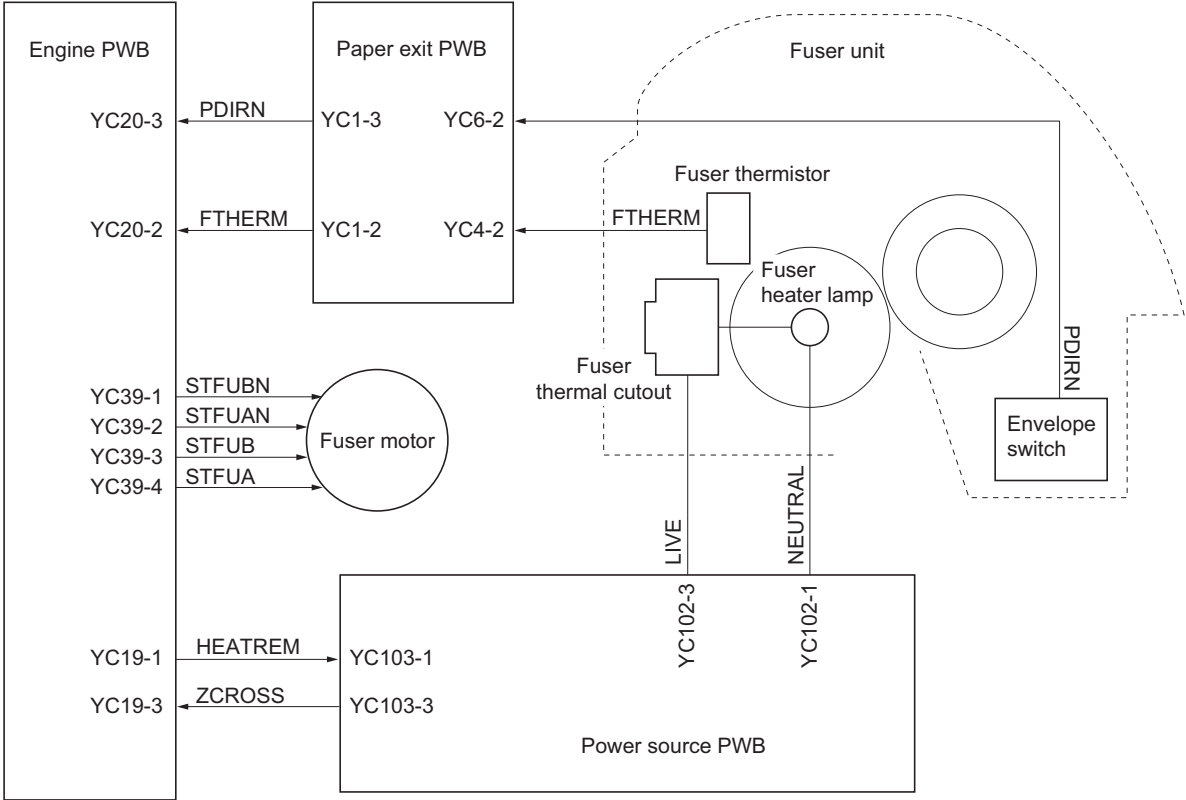 Engine PWB
Paper exit PWB
Fuser unit
YC20-3
PDIRN
YC1-3
YC6-2
Fuser thermistor
YC20-2
FTHERM
YC1-2
YC4-2
FTHERM
Fuser
heater lamp
PDIRN
Fuser
thermal cutout
YC39-1
STFUBN
YC39-2
STFUAN
YC39-3
STFUB
YC39-4
STFUA
Fuser motor
Envelope
switch
LIVE
NEUTRAL
YC102-3
YC102-1
YC19-1
HEATREM
YC103-1
YC19-3
ZCROSS
YC103-3
Power source PWB